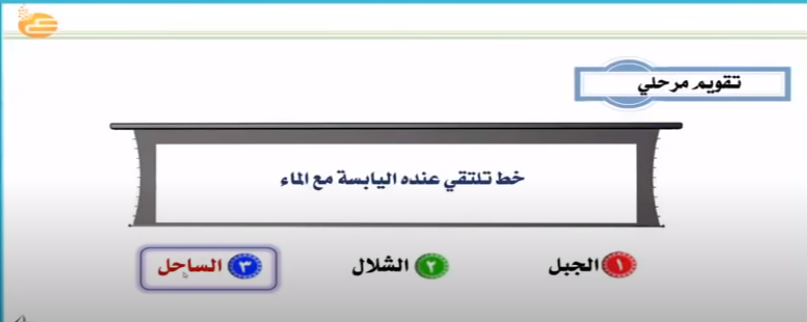 تقويم مرحلي
خط تلتقي عنده اليابسة مع الماء
١ الجبل
٢ الشلال
٣ الساحل